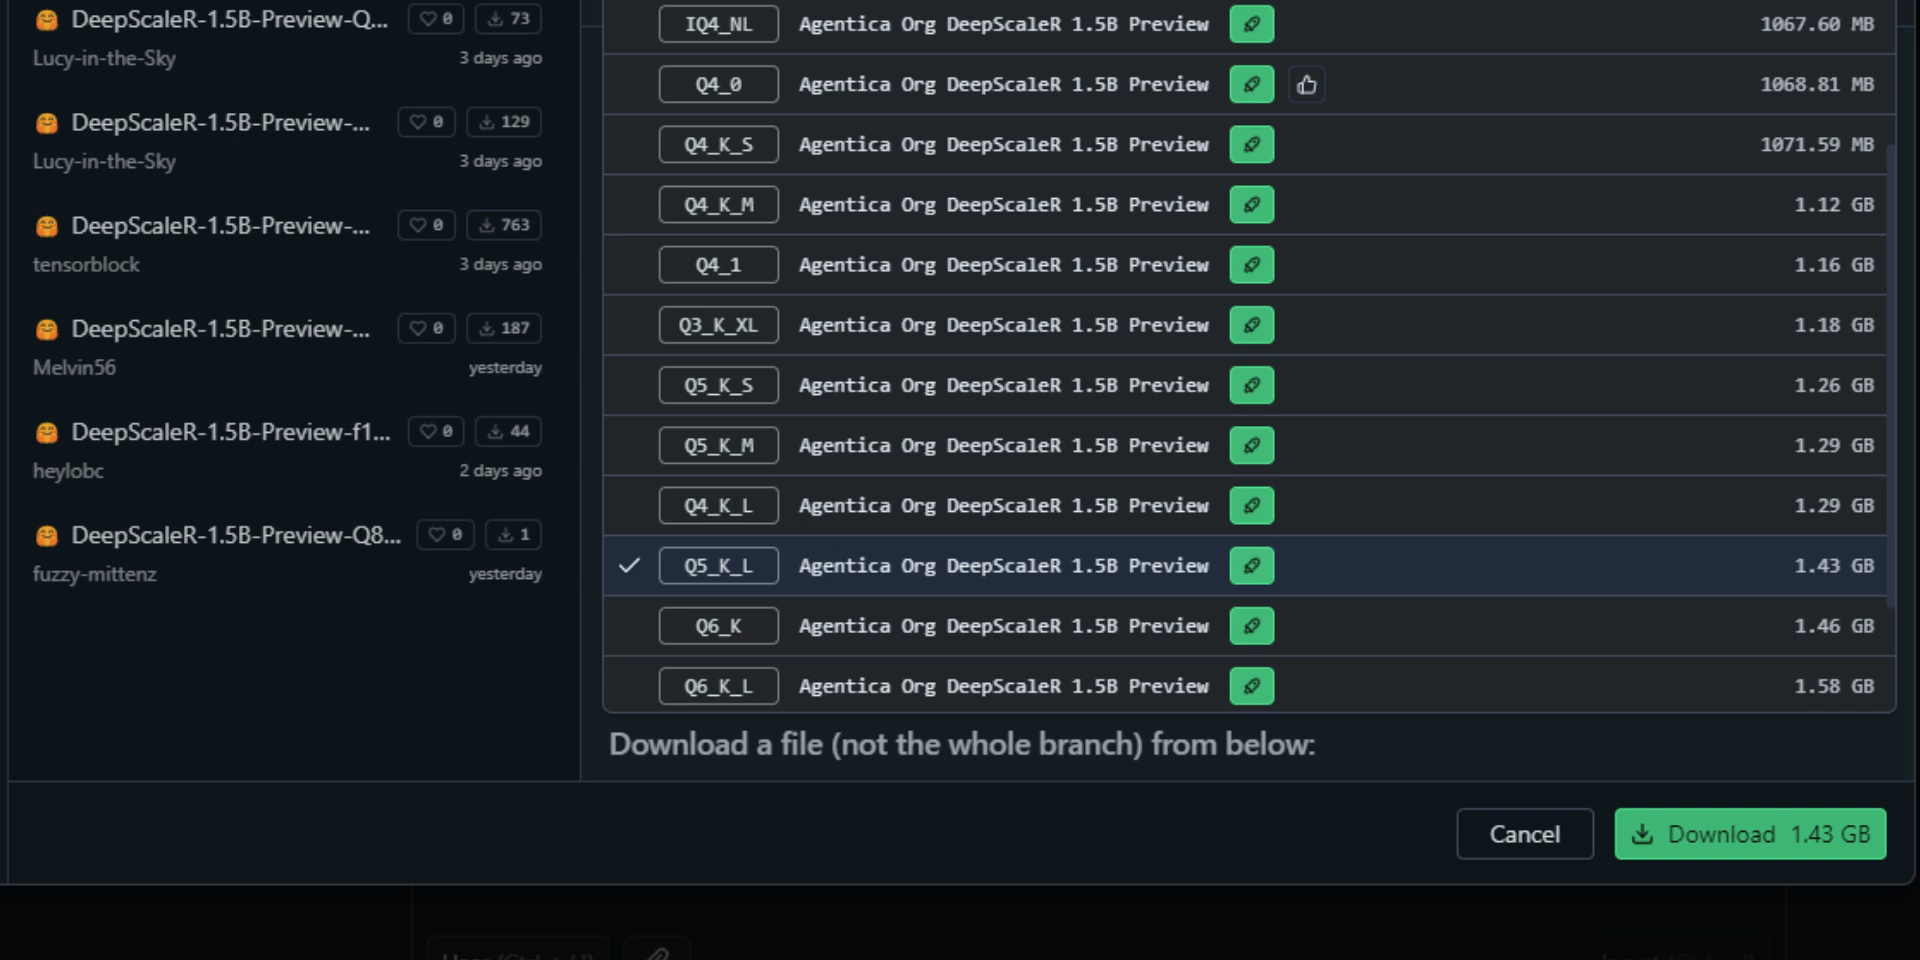 DeepScaleR-1.5B-Preview-Q... 0 73
Lucy-in-the-Sky 3 days ago
DeepScaleR-1.5B-Preview-... 0 129
Lucy-in-the-Sky 3 days ago
DeepScaleR-1.5B-Preview-... 0 763
tensorblock 3 days ago
DeepScaleR-1.5B-Preview-... 0 187
Melvin56 yesterday
DeepScaleR-1.5B-Preview-f1... 0 44
heylobc 2 days ago
DeepScaleR-1.5B-Preview-Q8... 0 1
fuzzy-mittenz yesterday
IQ4_NL Agentica Org DeepScaleR 1.5B Preview 1067.60 MB
Q4_0 Agentica Org DeepScaleR 1.5B Preview 1068.81 MB
Q4_K_S Agentica Org DeepScaleR 1.5B Preview 1071.59 MB
Q4_K_M Agentica Org DeepScaleR 1.5B Preview 1.12 GB
Q4_1 Agentica Org DeepScaleR 1.5B Preview 1.16 GB
Q3_K_XL Agentica Org DeepScaleR 1.5B Preview 1.18 GB
Q5_K_S Agentica Org DeepScaleR 1.5B Preview 1.26 GB
Q5_K_M Agentica Org DeepScaleR 1.5B Preview 1.29 GB
Q4_K_L Agentica Org DeepScaleR 1.5B Preview 1.29 GB
Q5_K_L Agentica Org DeepScaleR 1.5B Preview 1.43 GB
Q6_K Agentica Org DeepScaleR 1.5B Preview 1.46 GB
Q6_K_L Agentica Org DeepScaleR 1.5B Preview 1.58 GB
Download a file (not the whole branch) from below:
Cancel Download 1.43 GB